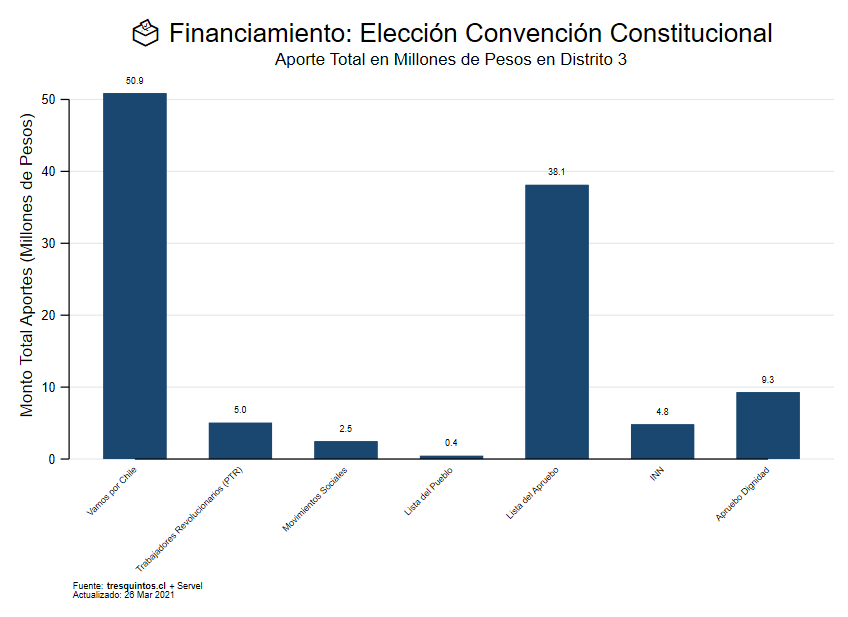 Financiamiento: Elección Convención Constitucional
Aporte Total en Millones de Pesos en Distrito 3
Monto Total Aportes (Millones de Pesos)
50
40
30
20
10
0
50.9
5.0
2.5
0.4
38.1
4.8
9.3
Vamos por Chile
Trabajadores Revolucionarios (PTR)
Movimientos Sociales
Lista del Pueblo
Lista del Apruebo
INN
Apruebo Dignidad
Fuente: tresquintos.cl + Servel
Actualizado: 26 Mar 2021